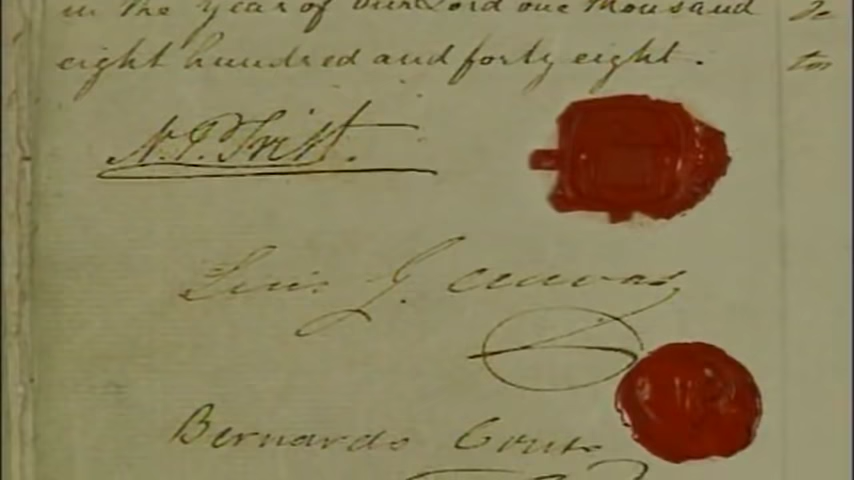 in the year of our Lord one thousand
eight hundred and forty eight.
N. P. Trist.
Luis G. Cuevas
Bernardo Couto